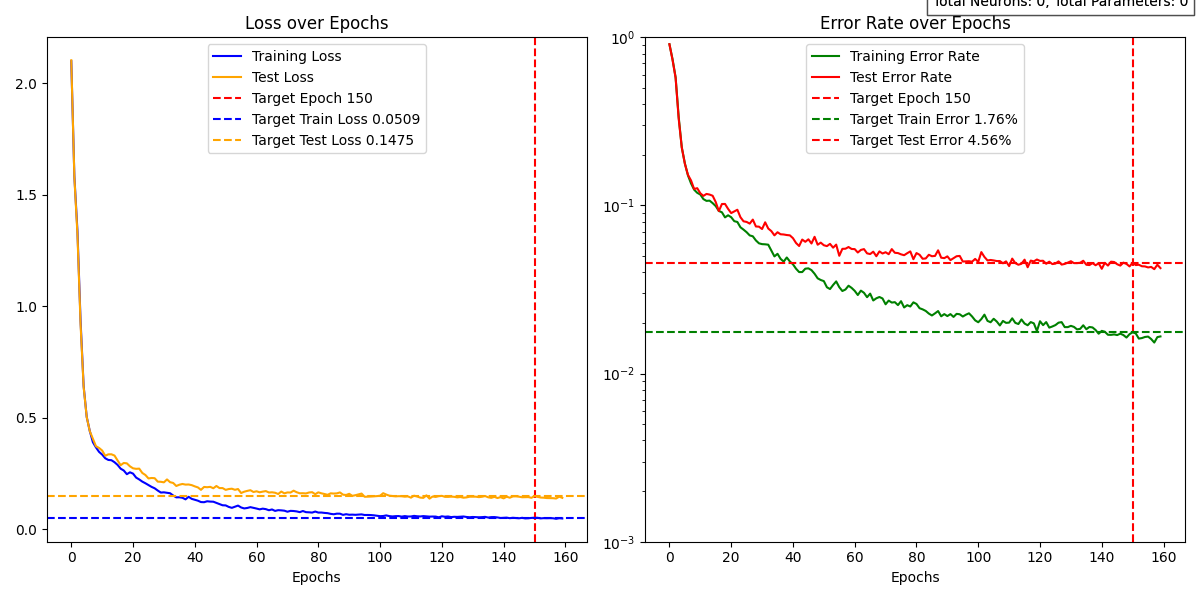 Total Neurons: 0, Total Parameters: 0
Loss over Epochs
Training Loss
Test Loss
Target Epoch 150
Target Train Loss 0.0509
Target Test Loss 0.1475
2.0
1.5
1.0
0.5
0.0
0 20 40 60 80 100 120 140 160
Epochs
Error Rate over Epochs
Training Error Rate
Test Error Rate
Target Epoch 150
Target Train Error 1.76%
Target Test Error 4.56%
10⁰
10⁻¹
10⁻²
10⁻³
0 20 40 60 80 100 120 140 160
Epochs